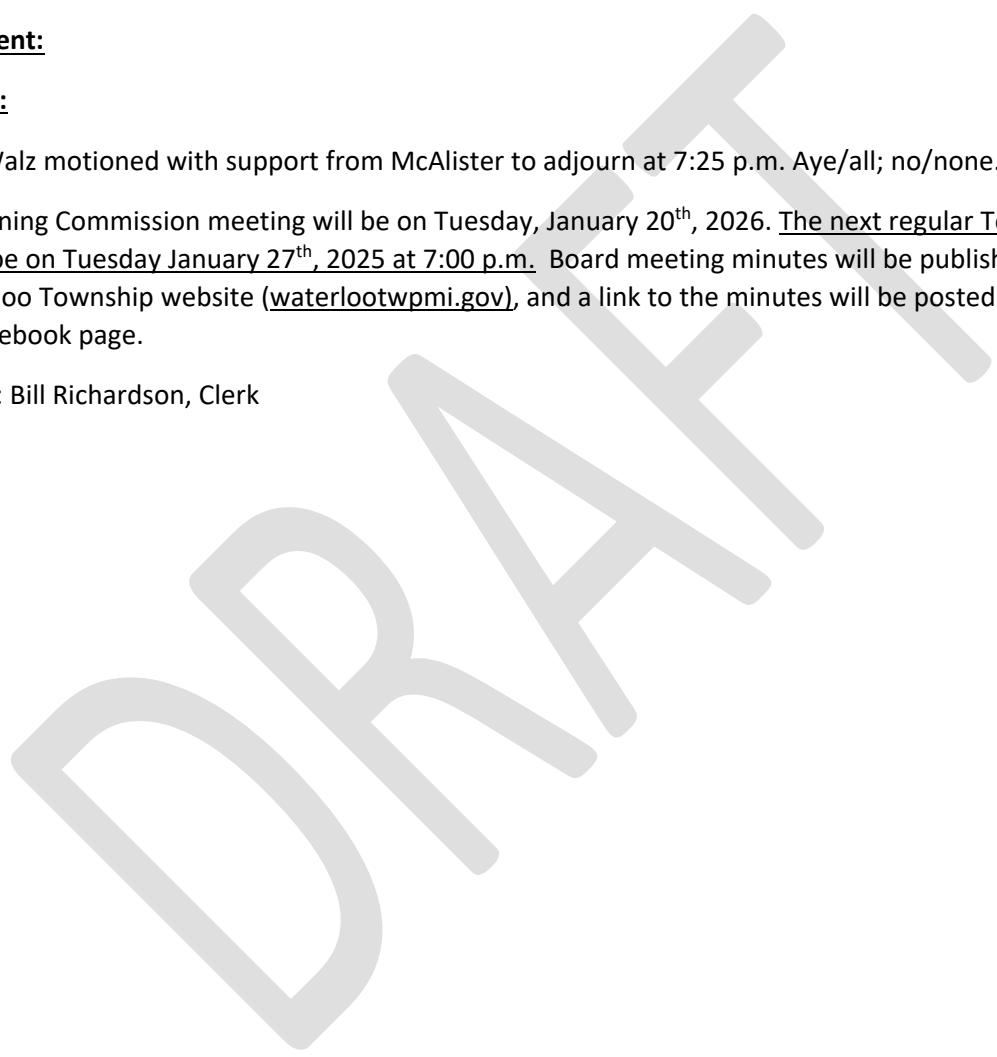 ent:
:
Walz motioned with support from McAlister to adjourn at 7:25 p.m. Aye/all; no/none.
ning Commission meeting will be on Tuesday, January 20th, 2026. The next regular To
be on Tuesday January 27th, 2025 at 7:00 p.m. Board meeting minutes will be publish
oo Township website (waterlootwpmi.gov), and a link to the minutes will be posted
ebook page.
: Bill Richardson, Clerk
DRAFT